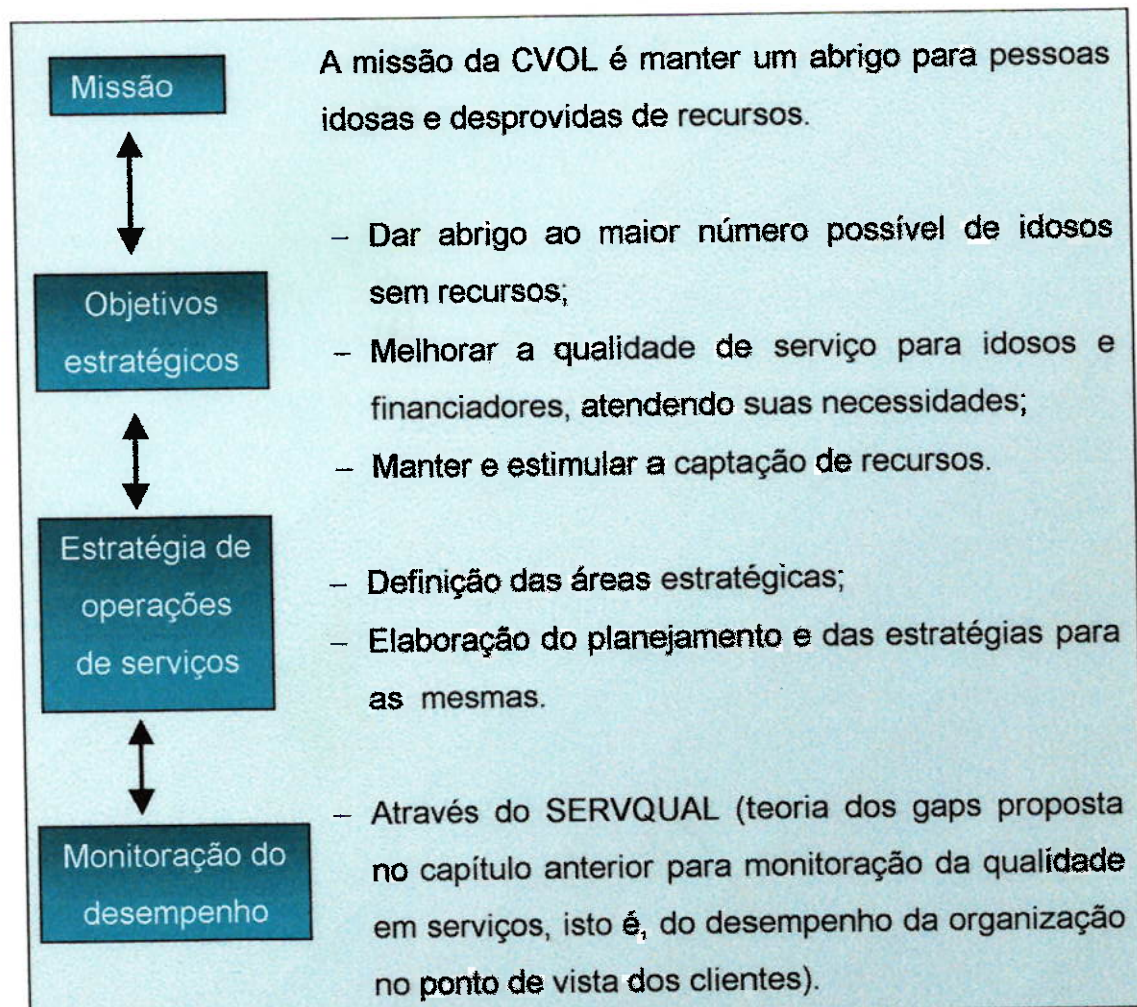 Missão
A missão da CVOL é manter um abrigo para pessoas
idosas e desprovidas de recursos.
Objetivos
estratégicos
– Dar abrigo ao maior número possível de idosos
sem recursos;
– Melhorar a qualidade de serviço para idosos e
financiadores, atendendo suas necessidades;
– Manter e estimular a captação de recursos.
Estratégia de
operações
de serviços
– Definição das áreas estratégicas;
– Elaboração do planejamento e das estratégias para
as mesmas.
Monitoração do
desempenho
– Através do SERVQUAL (teoria dos gaps proposta
no capítulo anterior para monitoração da qualidade
em serviços, isto é, do desempenho da organização
no ponto de vista dos clientes).